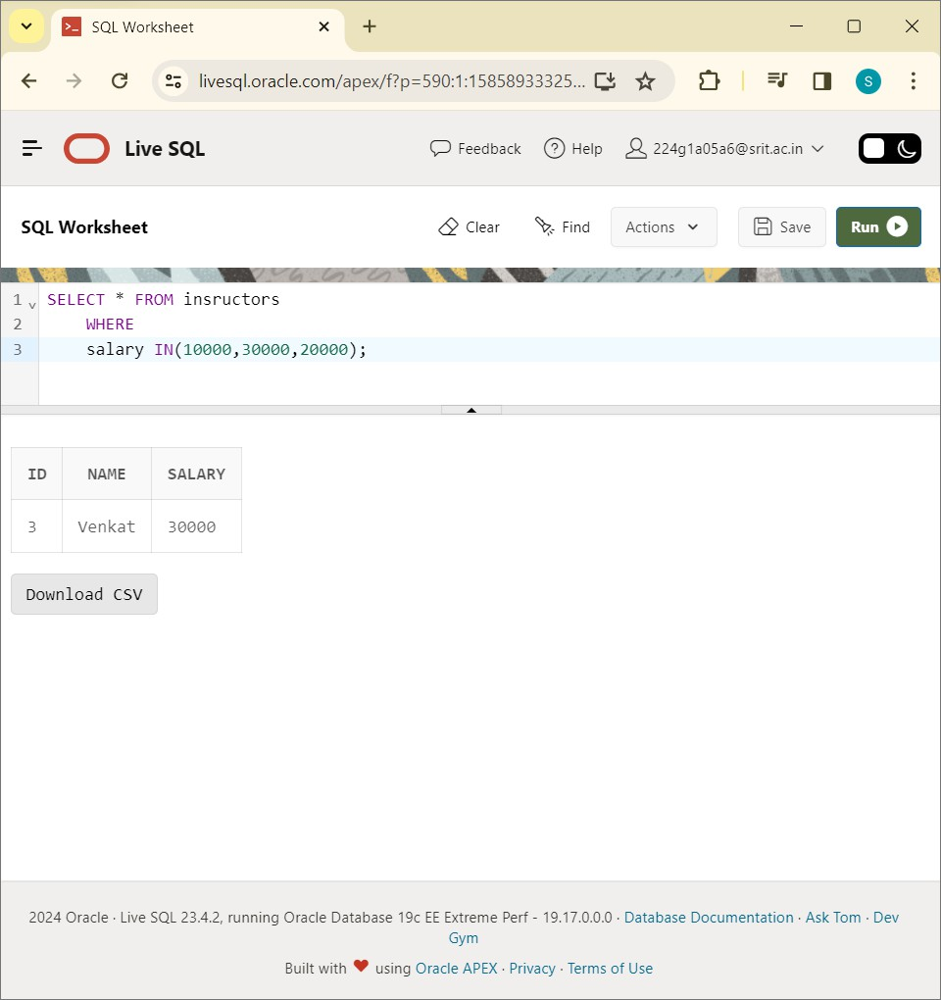 SQL Worksheet
livesql.oracle.com/apex/f?p=590:1:15858933325...
S
Live SQL
Feedback
Help
224g1a05a6@srit.ac.in
SQL Worksheet
Clear
Find
Actions
Save
Run
1 SELECT * FROM insructors
2 WHERE
3 salary IN(10000,30000,20000);
ID NAME SALARY
3 Venkat 30000
Download CSV
2024 Oracle · Live SQL 23.4.2, running Oracle Database 19c EE Extreme Perf - 19.17.0.0.0 · Database Documentation · Ask Tom · Dev
Gym
Built with ❤ using Oracle APEX · Privacy · Terms of Use